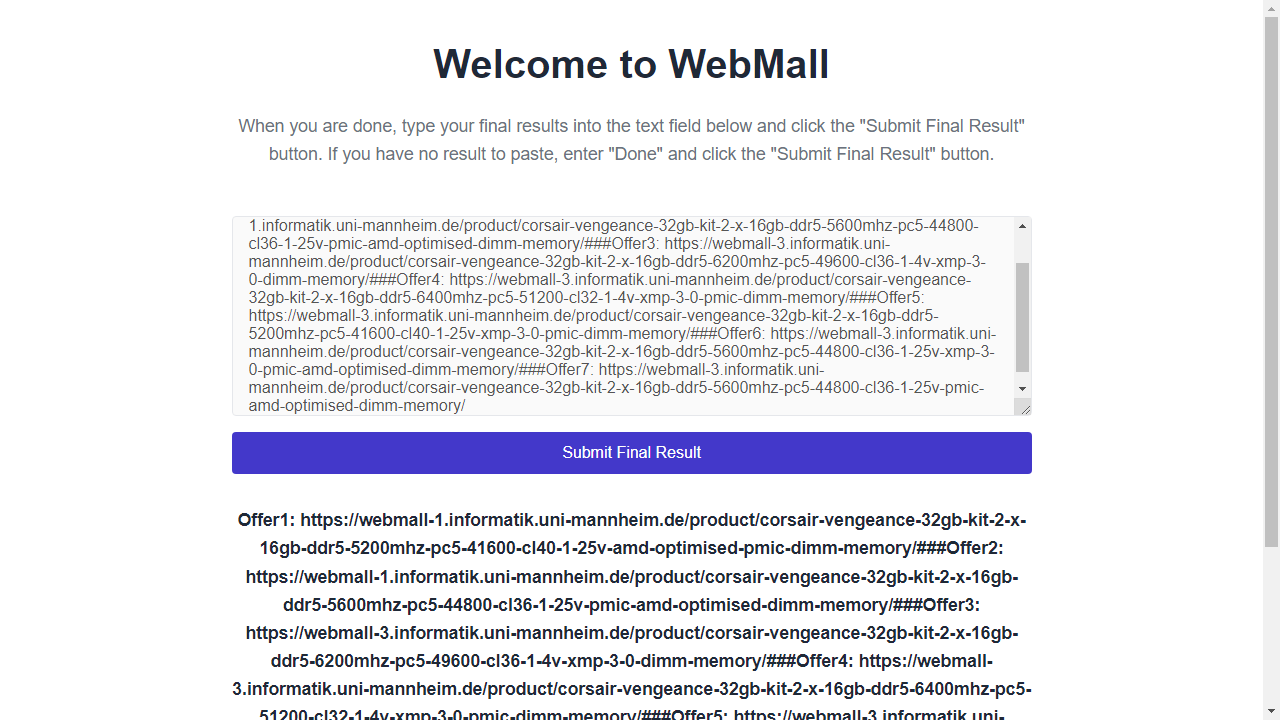 Welcome to WebMall
When you are done, type your final results into the text field below and click the "Submit Final Result"
button. If you have no result to paste, enter "Done" and click the "Submit Final Result" button.
1.informatik.uni-mannheim.de/product/corsair-vengeance-32gb-kit-2-x-16gb-ddr5-5600mhz-pc5-44800-
cl36-1-25v-pmic-amd-optimised-dimm-memory/###Offer3: https://webmall-3.informatik.uni-
mannheim.de/product/corsair-vengeance-32gb-kit-2-x-16gb-ddr5-6200mhz-pc5-49600-cl36-1-4v-xmp-3-
0-dimm-memory/###Offer4: https://webmall-3.informatik.uni-mannheim.de/product/corsair-vengeance-
32gb-kit-2-x-16gb-ddr5-6400mhz-pc5-51200-cl32-1-4v-xmp-3-0-pmic-dimm-memory/###Offer5:
https://webmall-3.informatik.uni-mannheim.de/product/corsair-vengeance-32gb-kit-2-x-16gb-ddr5-
5200mhz-pc5-41600-cl40-1-25v-xmp-3-0-pmic-dimm-memory/###Offer6: https://webmall-3.informatik.uni-
mannheim.de/product/corsair-vengeance-32gb-kit-2-x-16gb-ddr5-5600mhz-pc5-44800-cl36-1-25v-xmp-3-
0-pmic-amd-optimised-dimm-memory/###Offer7: https://webmall-3.informatik.uni-
mannheim.de/product/corsair-vengeance-32gb-kit-2-x-16gb-ddr5-5600mhz-pc5-44800-cl36-1-25v-pmic-
amd-optimised-dimm-memory/
Submit Final Result
Offer1: https://webmall-1.informatik.uni-mannheim.de/product/corsair-vengeance-32gb-kit-2-x-
16gb-ddr5-5200mhz-pc5-41600-cl40-1-25v-amd-optimised-pmic-dimm-memory/###Offer2:
https://webmall-1.informatik.uni-mannheim.de/product/corsair-vengeance-32gb-kit-2-x-16gb-
ddr5-5600mhz-pc5-44800-cl36-1-25v-pmic-amd-optimised-dimm-memory/###Offer3:
https://webmall-3.informatik.uni-mannheim.de/product/corsair-vengeance-32gb-kit-2-x-16gb-
ddr5-6200mhz-pc5-49600-cl36-1-4v-xmp-3-0-dimm-memory/###Offer4: https://webmall-
3.informatik.uni-mannheim.de/product/corsair-vengeance-32gb-kit-2-x-16gb-ddr5-6400mhz-pc5-
51200-cl32-1-4v-xmp-3-0-pmic-dimm-memory/###Offer5: https://webmall-3.informatik.uni-